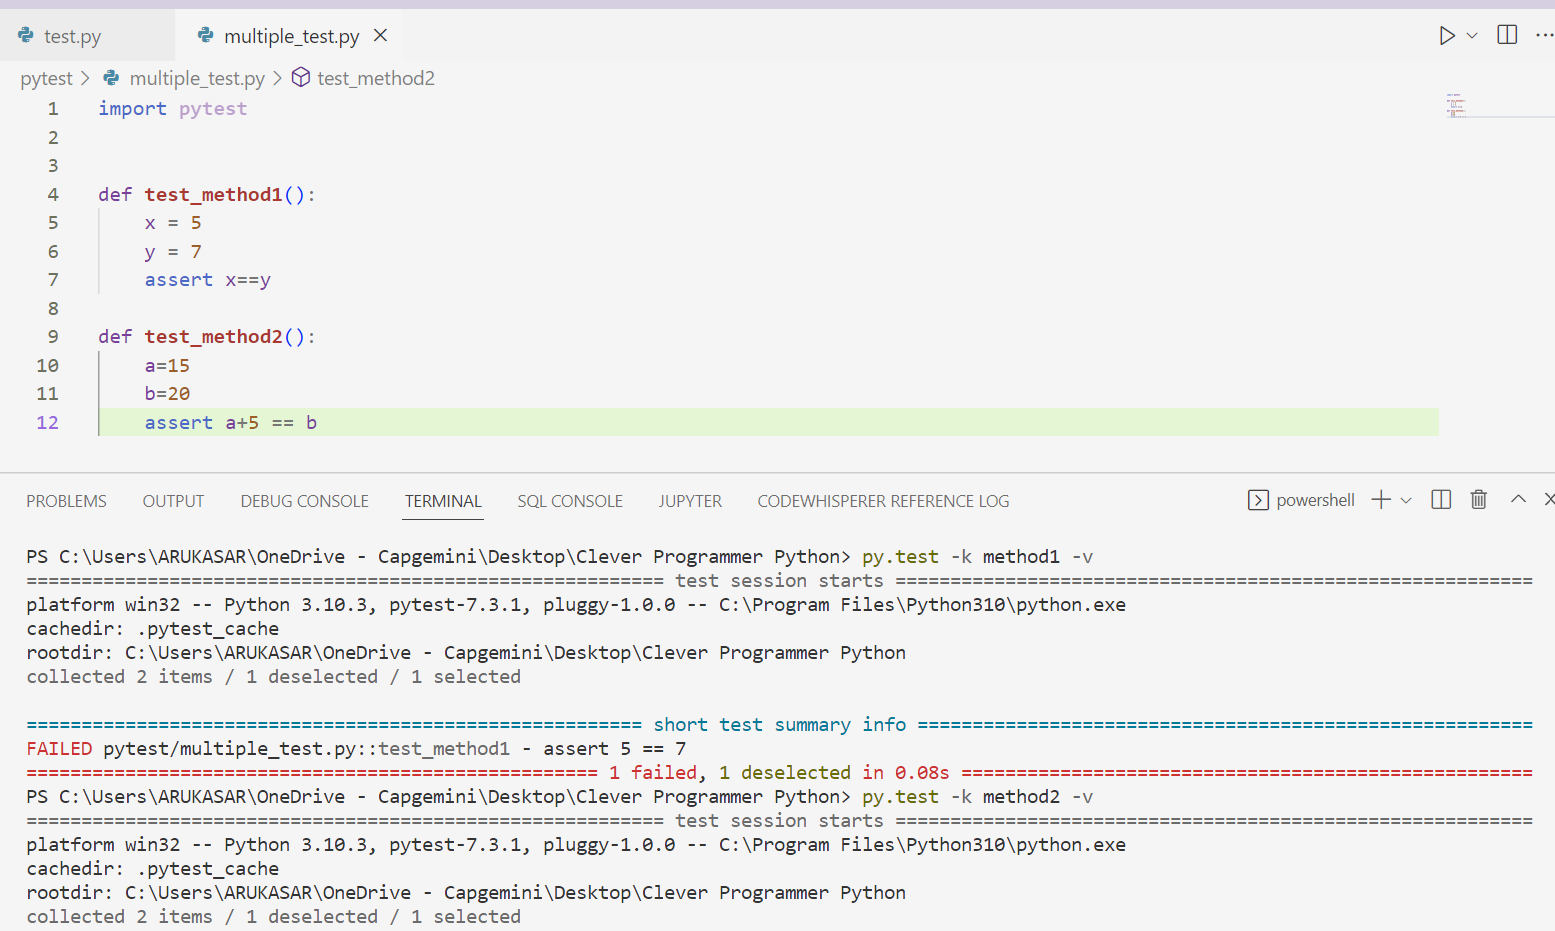 test.py
multiple_test.py
pytest > multiple_test.py > test_method2
1 import pytest
2
3
4 def test_method1():
5     x = 5
6     y = 7
7     assert x==y
8
9 def test_method2():
10     a=15
11     b=20
12     assert a+5 == b
PROBLEMS OUTPUT DEBUG CONSOLE TERMINAL SQL CONSOLE JUPYTER CODEWHISPERER REFERENCE LOG powershell
PS C:\Users\ARUKASAR\OneDrive - Capgemini\Desktop\Clever Programmer Python> py.test -k method1 -v
========================================================== test session starts ==========================================================
platform win32 -- Python 3.10.3, pytest-7.3.1, pluggy-1.0.0 -- C:\Program Files\Python310\python.exe
cachedir: .pytest_cache
rootdir: C:\Users\ARUKASAR\OneDrive - Capgemini\Desktop\Clever Programmer Python
collected 2 items / 1 deselected / 1 selected
======================================================== short test summary info ========================================================
FAILED pytest/multiple_test.py::test_method1 - assert 5 == 7
==================================================== 1 failed, 1 deselected in 0.08s ====================================================
PS C:\Users\ARUKASAR\OneDrive - Capgemini\Desktop\Clever Programmer Python> py.test -k method2 -v
========================================================== test session starts ==========================================================
platform win32 -- Python 3.10.3, pytest-7.3.1, pluggy-1.0.0 -- C:\Program Files\Python310\python.exe
cachedir: .pytest_cache
rootdir: C:\Users\ARUKASAR\OneDrive - Capgemini\Desktop\Clever Programmer Python
collected 2 items / 1 deselected / 1 selected